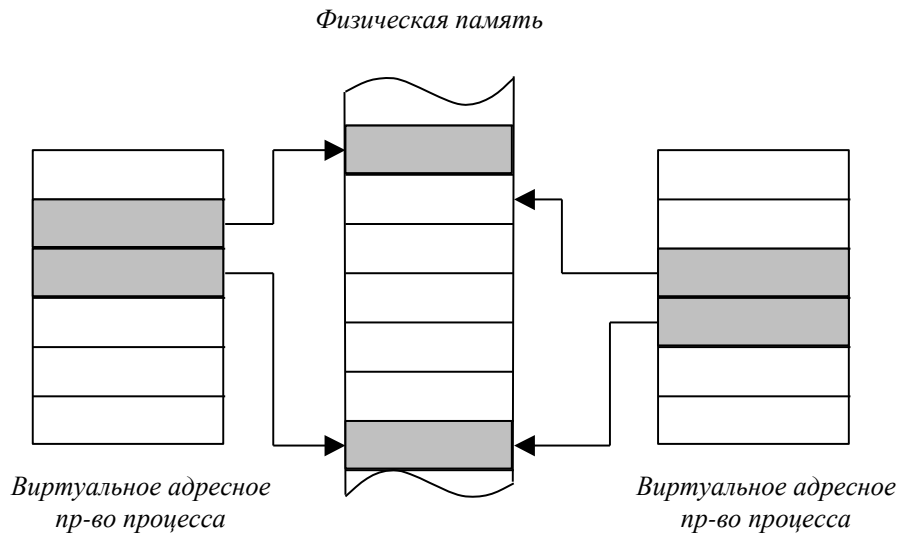 Физическая память
Виртуальное адресное
пр-во процесса
Виртуальное адресное
пр-во процесса